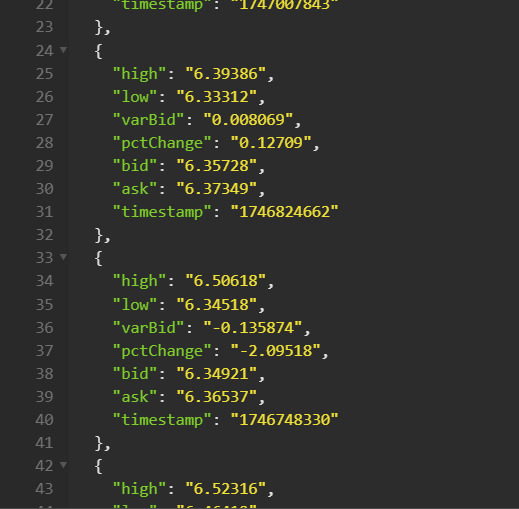 22 "timestamp": "1747007843"
23 },
24 {
25 "high": "6.39386",
26 "low": "6.33312",
27 "varBid": "0.008069",
28 "pctChange": "0.12709",
29 "bid": "6.35728",
30 "ask": "6.37349",
31 "timestamp": "1746824662"
32 },
33 {
34 "high": "6.50618",
35 "low": "6.34518",
36 "varBid": "-0.135874",
37 "pctChange": "-2.09518",
38 "bid": "6.34921",
39 "ask": "6.36537",
40 "timestamp": "1746748330"
41 },
42 {
43 "high": "6.52316",